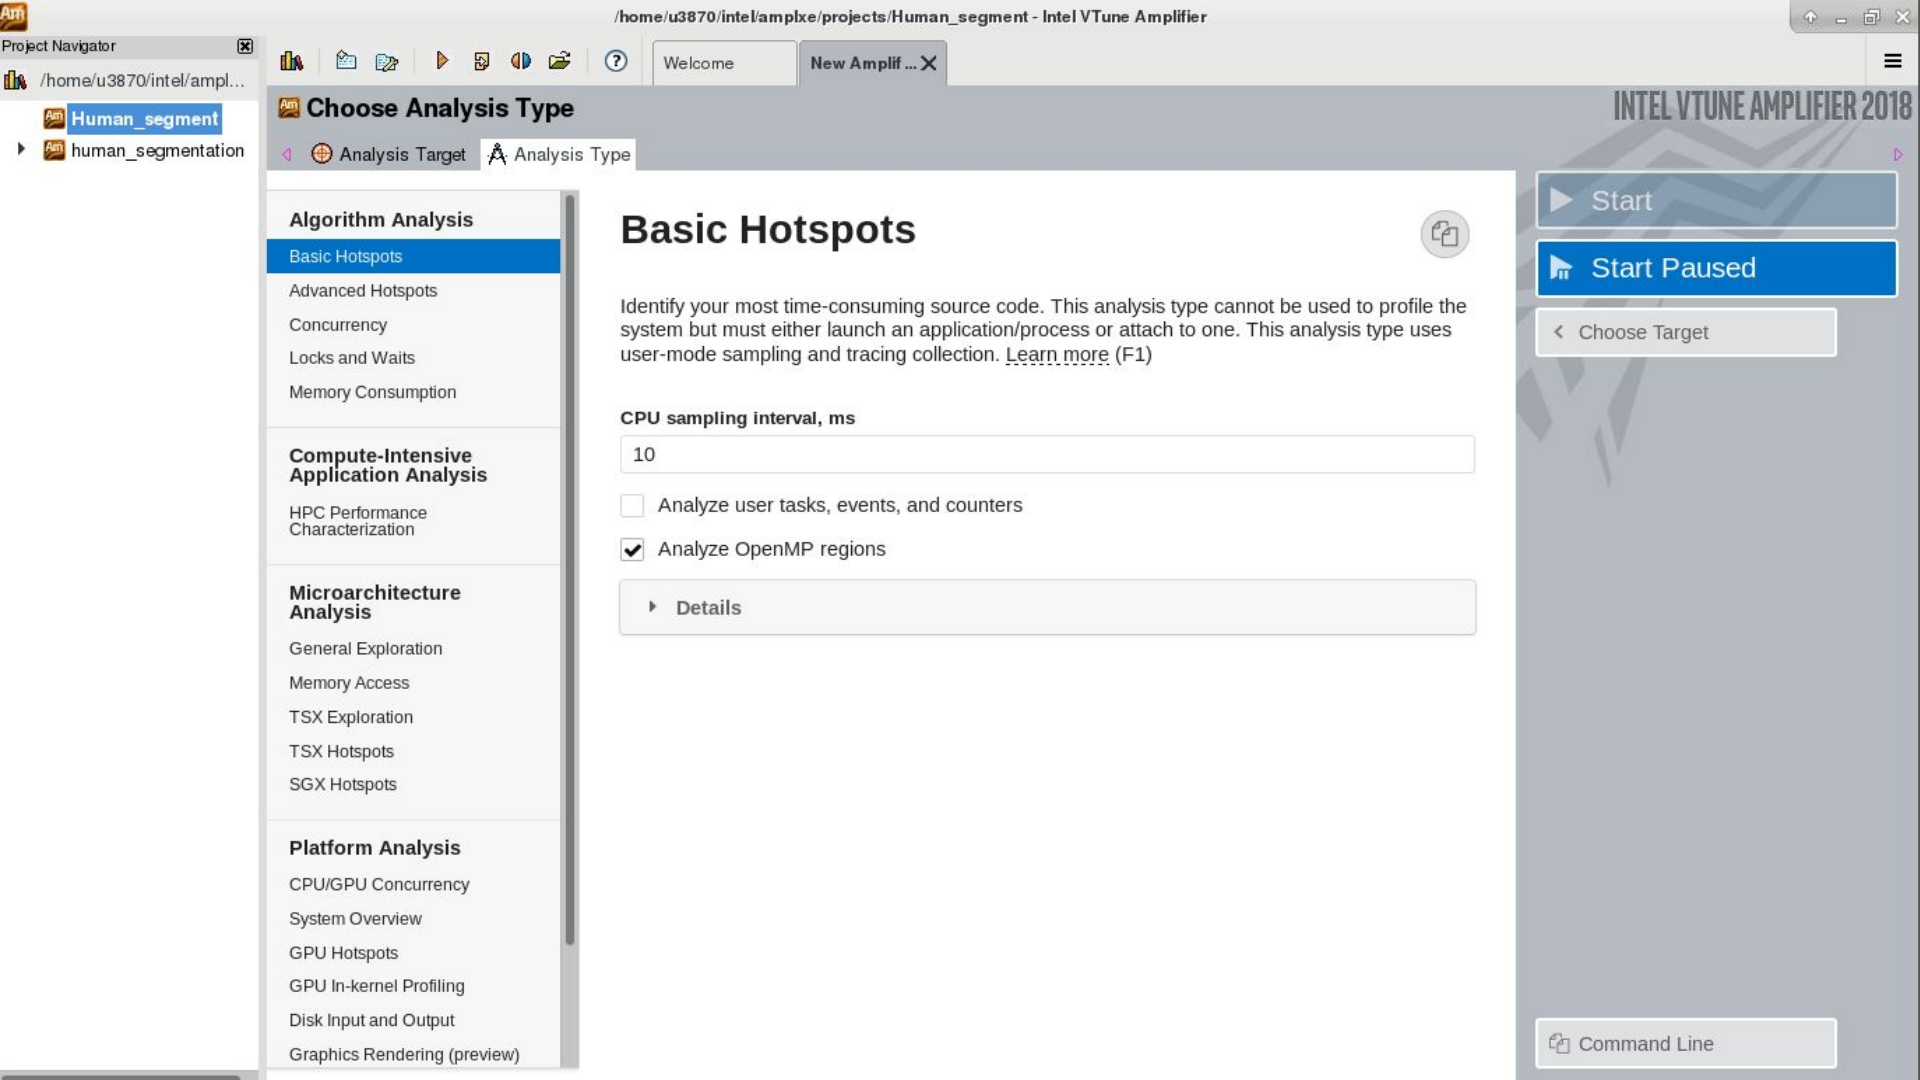 Am
/home/u3870/intel/amplxe/projects/Human_segment - Intel VTune Amplifier
Project Navigator
/home/u3870/intel/ampl...
Am Human_segment
Am human_segmentation
Welcome
New Amplif...
Am Choose Analysis Type
INTEL VTUNE AMPLIFIER 2018
Analysis Target
Analysis Type
Algorithm Analysis
Basic Hotspots
Advanced Hotspots
Concurrency
Locks and Waits
Memory Consumption
Compute-Intensive
Application Analysis
HPC Performance
Characterization
Microarchitecture
Analysis
General Exploration
Memory Access
TSX Exploration
TSX Hotspots
SGX Hotspots
Platform Analysis
CPU/GPU Concurrency
System Overview
GPU Hotspots
GPU In-kernel Profiling
Disk Input and Output
Graphics Rendering (preview)
Basic Hotspots
Identify your most time-consuming source code. This analysis type cannot be used to profile the
system but must either launch an application/process or attach to one. This analysis type uses
user-mode sampling and tracing collection. Learn more (F1)
CPU sampling interval, ms
10
Analyze user tasks, events, and counters
Analyze OpenMP regions
Details
Start
Start Paused
Choose Target
Command Line